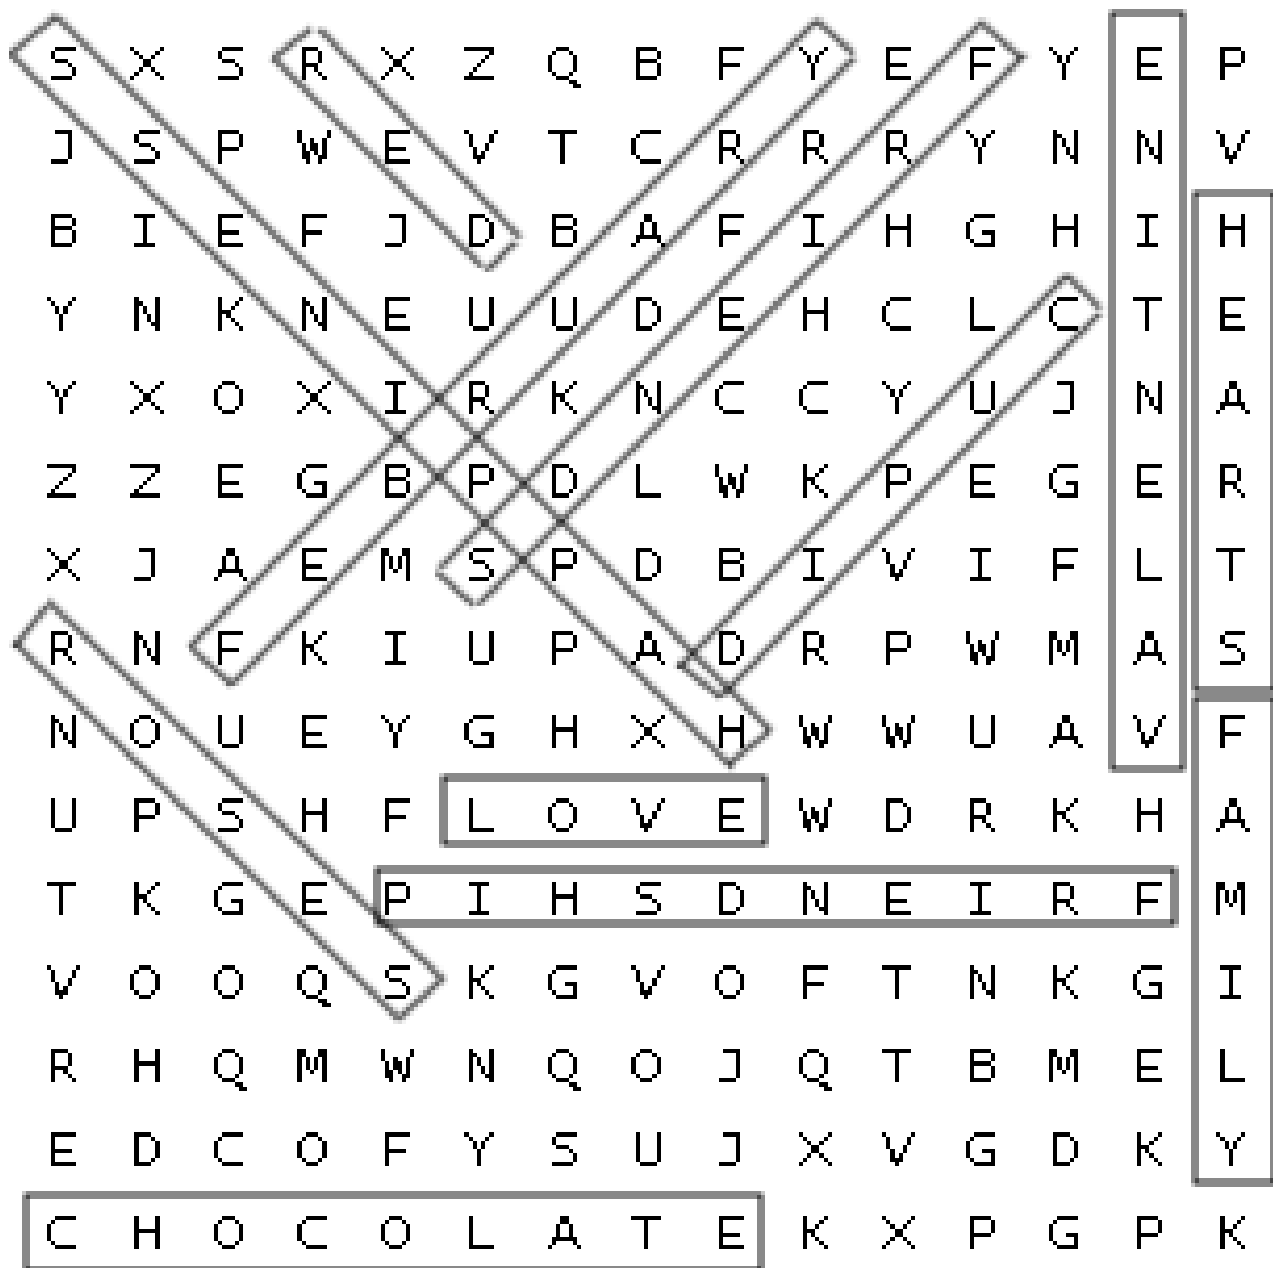 S X S R X Z Q B F Y E F Y E P
J S P W E V T C R R R Y N N V
B I E F J D B A F I H G H I H
Y N K N E U U D E H C L C T E
Y X O X I R K N C C Y U J N A
Z Z E G B P D L W K P E G E R
X J A E M S P D B I V I F L T
R N F K I U P A D R P W M A S
N O U E Y G H X H W W U A V F
U P S H F L O V E W D R K H A
T K G E P I H S D N E I R F M
V O O Q S K G V O F T N K G I
R H Q M W N Q O J Q T B M E L
E D C O F Y S U J X V G D K Y
C H O C O L A T E K X P G P K